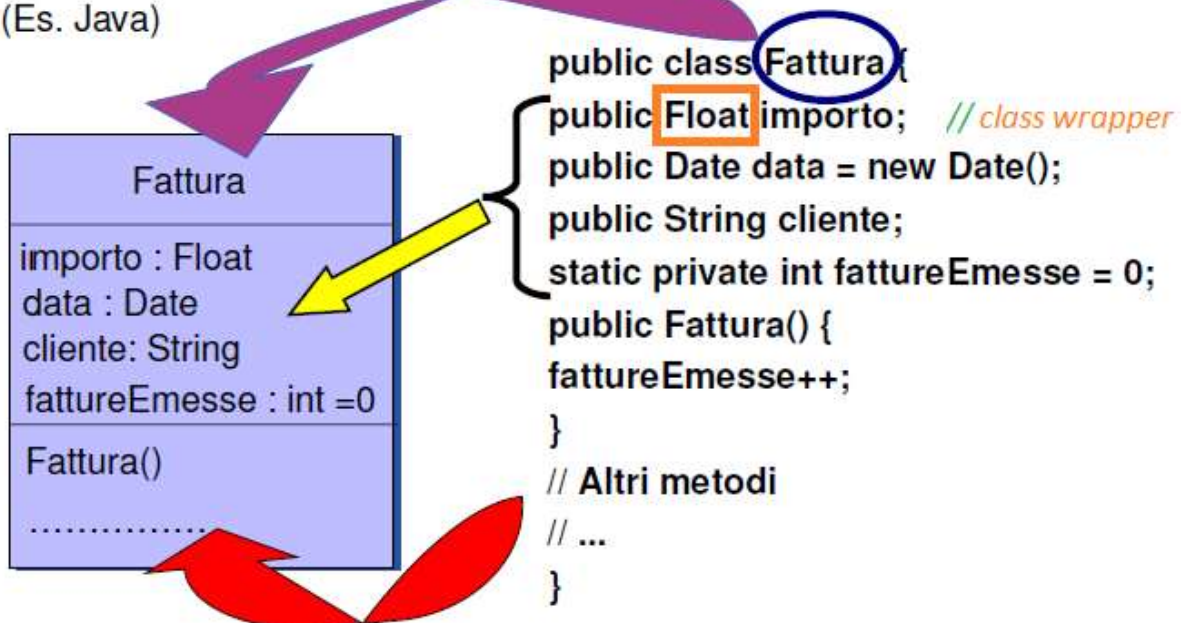 (Es. Java)
Fattura
importo : Float
data : Date
cliente: String
fattureEmesse : int =0
Fattura()
................
public class Fattura {
public Float importo; // class wrapper
public Date data = new Date();
public String cliente;
static private int fattureEmesse = 0;
public Fattura() {
fattureEmesse++;
}
// Altri metodi
// ...
}